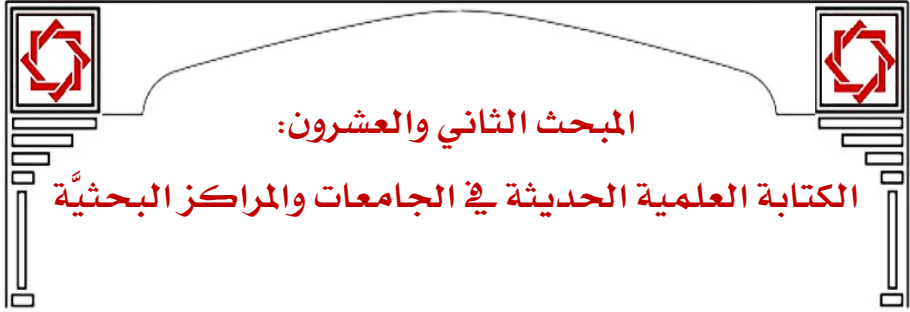 المبحث الثاني والعشرون:
الكتابة العلمية الحديثة في الجامعات والمراكز البحثيَّة